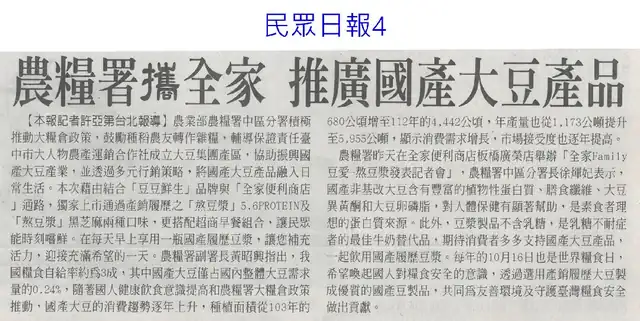 民眾日報4
農糧署攜全家 推廣國產大豆產品
【本報記者許亞第台北報導】農業部農糧署中區分署積極
推動大糧倉政策，鼓勵種稻農友轉作雜糧，輔導保證責任臺
中市大人物農產運銷合作社成立大豆集團產區，協助振興國
產大豆產業，並透過多元行銷策略，將國產大豆產品融入日
常生活。本次藉由結合「豆豆鮮生」品牌與「全家便利商店
」通路，獨家上市通過產銷履歷之「熬豆漿」5.6PROTEIN及
「熬豆漿」黑芝麻兩種口味，更搭配超商早餐組合，讓民眾
能時刻嚐鮮。在每天早上享用一瓶國產履歷豆漿，讓您補充
活力，迎接充滿希望的一天。農糧署副署長黃昭興指出，我
國糧食自給率約為3成，其中國產大豆僅占國內整體大豆需求
量的0.24%，隨著國人健康飲食意識提高和農糧署大糧倉政策
推動，國產大豆的消費趨勢逐年上升，種植面積從103年的
680公頃增至112年的4,442公頃，年產量也從1,173公噸提升
至5,955公噸，顯示消費需求增長，市場接受度也逐年提高。
農糧署昨天在全家便利商店板橋廣榮店舉辦「全家Family
豆愛·熬豆漿發表記者會」，農糧署中區分署長徐煇妃表示，
國產非基改大豆含有豐富的植物性蛋白質、膳食纖維、大豆
異黃酮和大豆卵磷脂，對人體保健有顯著幫助，是素食者理
想的蛋白質來源。此外，豆漿製品不含乳糖，是乳糖不耐症
者的最佳牛奶替代品，期待消費者多多支持國產大豆產品，
一起飲用國產履歷豆漿。每年的10月16日也是世界糧食日，
希望喚起國人對糧食安全的意識，透過選用產銷履歷大豆製
成優質的國產豆製品，共同為友善環境及守護臺灣糧食安全
做出貢獻。